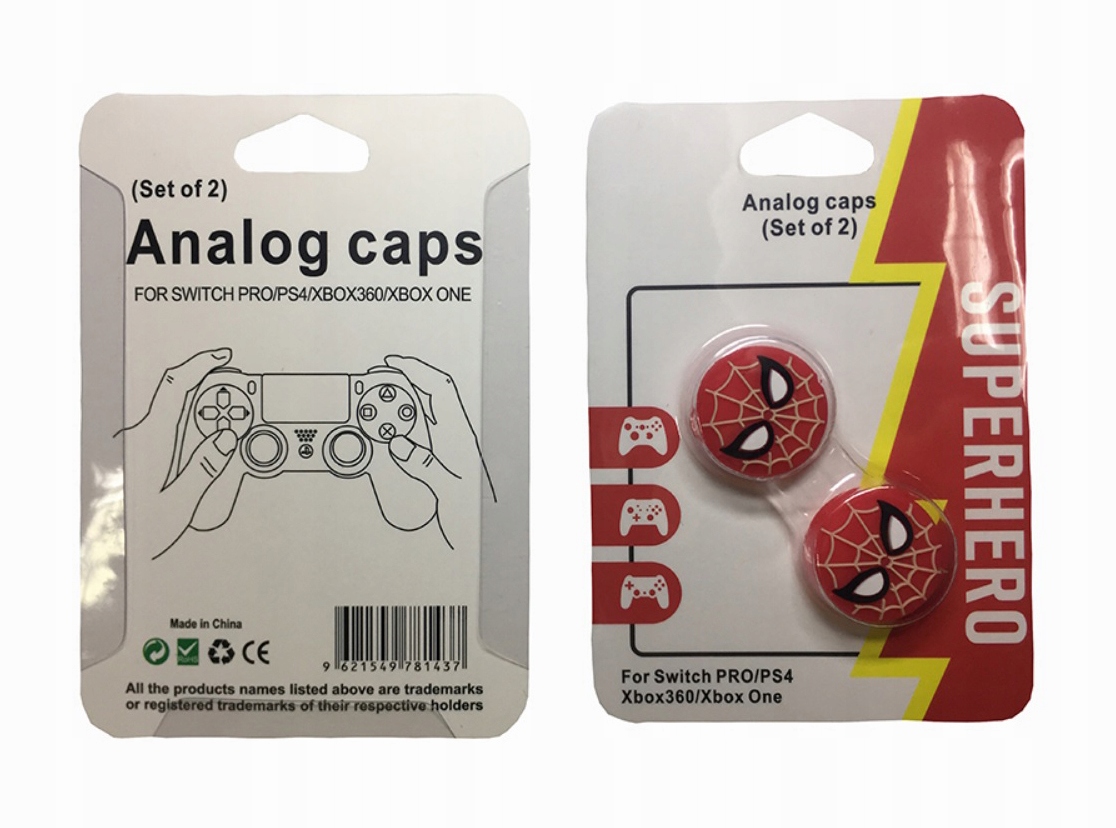 (Set of 2)
Analog caps
FOR SWITCH PRO/PS4/XBOX360/XBOX ONE
Made in China
RoHS
CE
9 621549 781437
All the products names listed above are trademarks
or registered trademarks of their respective holders
Analog caps
(Set of 2)
SUPERHERO
For Switch PRO/PS4
Xbox360/Xbox One